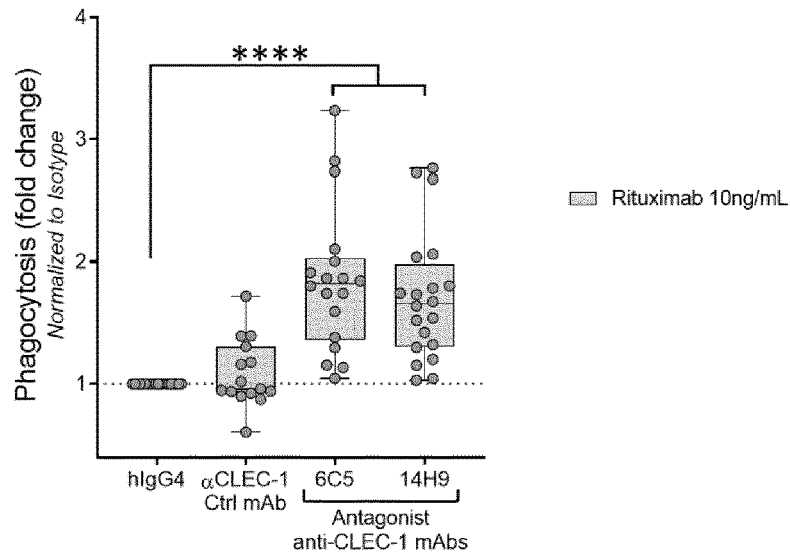 4
3
2
1
Phagocytosis (fold change)
Normalized to Isotype
****
Rituximab 10ng/mL
hIgG4
αCLEC-1
Ctrl mAb
6C5
14H9
Antagonist
anti-CLEC-1 mAbs